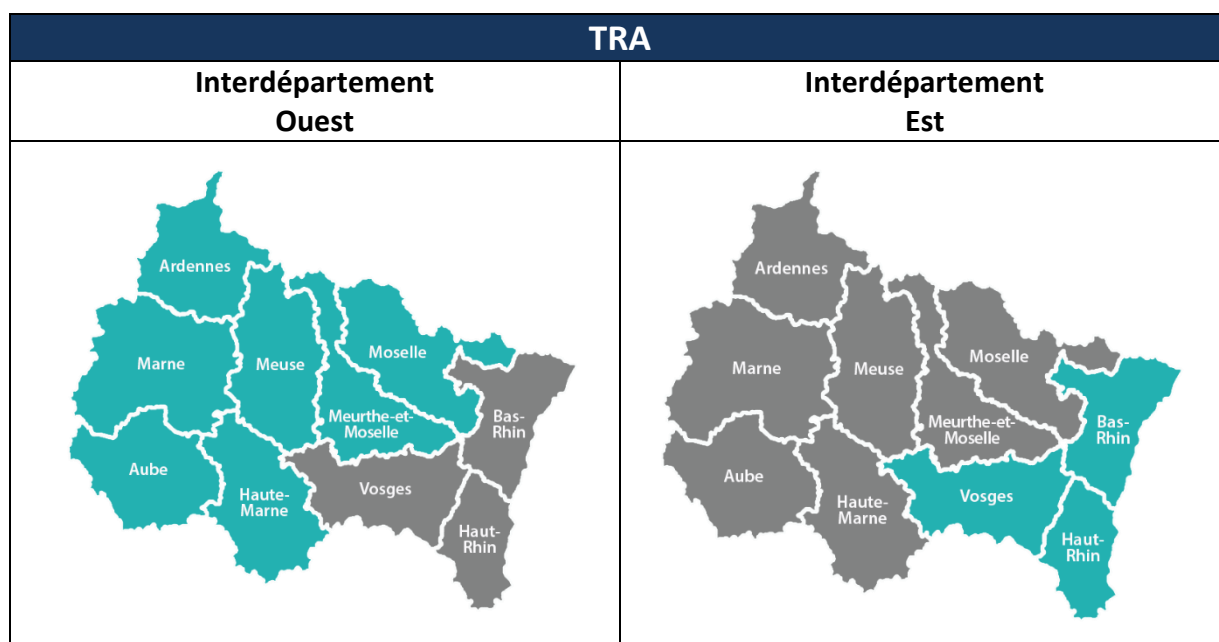 TRA
Interdépartement
Ouest
Interdépartement
Est
Ardennes
Marne
Meuse
Moselle
Meurthe-et-
Moselle
Bas-
Rhin
Aube
Haute-
Marne
Vosges
Haut-
Rhin
Ardennes
Marne
Meuse
Moselle
Meurthe-et-
Moselle
Bas-
Rhin
Aube
Haute-
Marne
Vosges
Haut-
Rhin